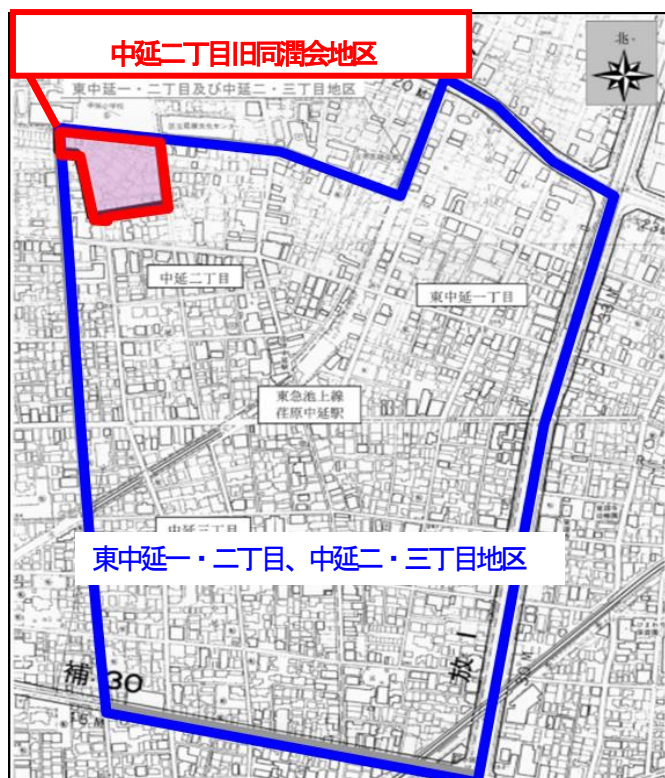 中延二丁目旧同潤会地区
北
東中延一・二丁目及び中延二・三丁目地区
20 M
中延二丁目
東中延一丁目
33 M
東急池上線
荏原中延駅
中延三丁目
東中延一・二丁目、中延二・三丁目地区
補 30
15 M
放 1